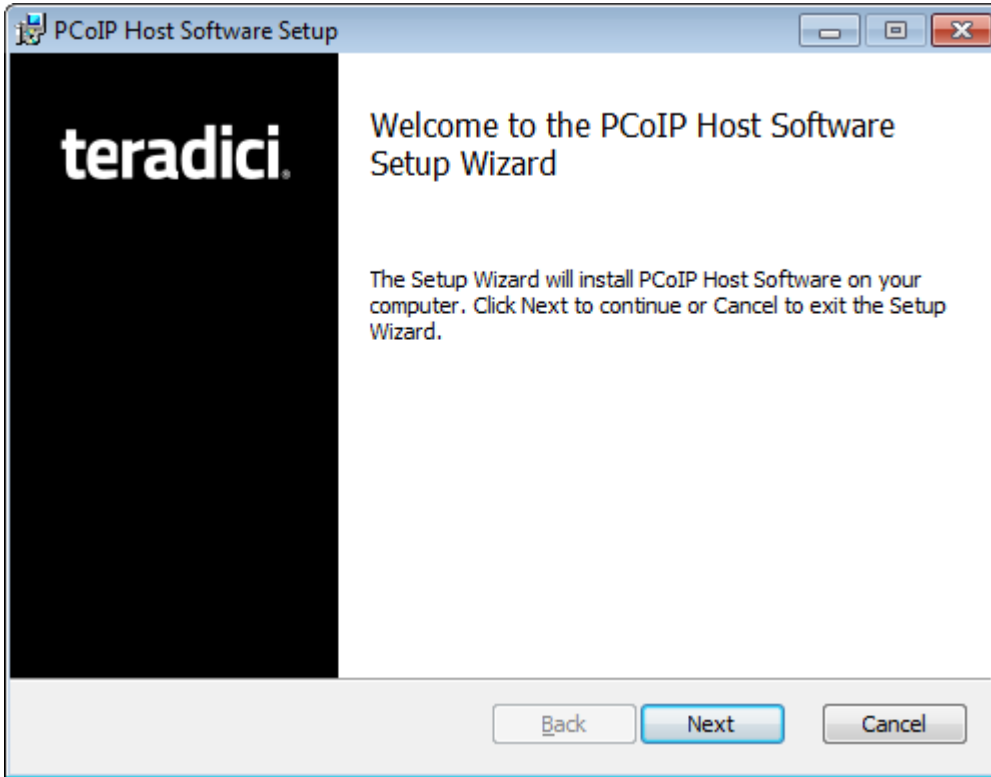 PCoIP Host Software Setup
teradici.
Welcome to the PCoIP Host Software
Setup Wizard
The Setup Wizard will install PCoIP Host Software on your
computer. Click Next to continue or Cancel to exit the Setup
Wizard.
Back Next Cancel